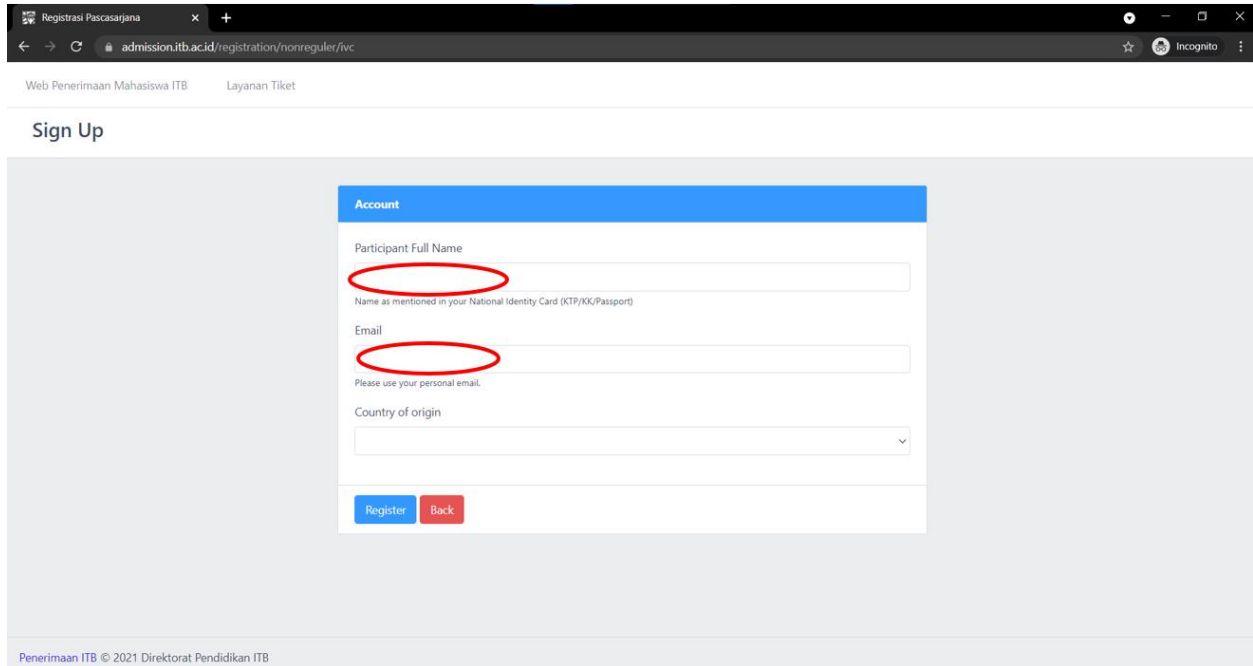 Registrasi Pascasarjana
admission.itb.ac.id/registration/nonreguler/ivc
Incognito
Web Penerimaan Mahasiswa ITB Layanan Tiket
Sign Up
Account
Participant Full Name
Name as mentioned in your National Identity Card (KTP/KK/Passport)
Email
Please use your personal email.
Country of origin
Register Back
Penerimaan ITB © 2021 Direktorat Pendidikan ITB